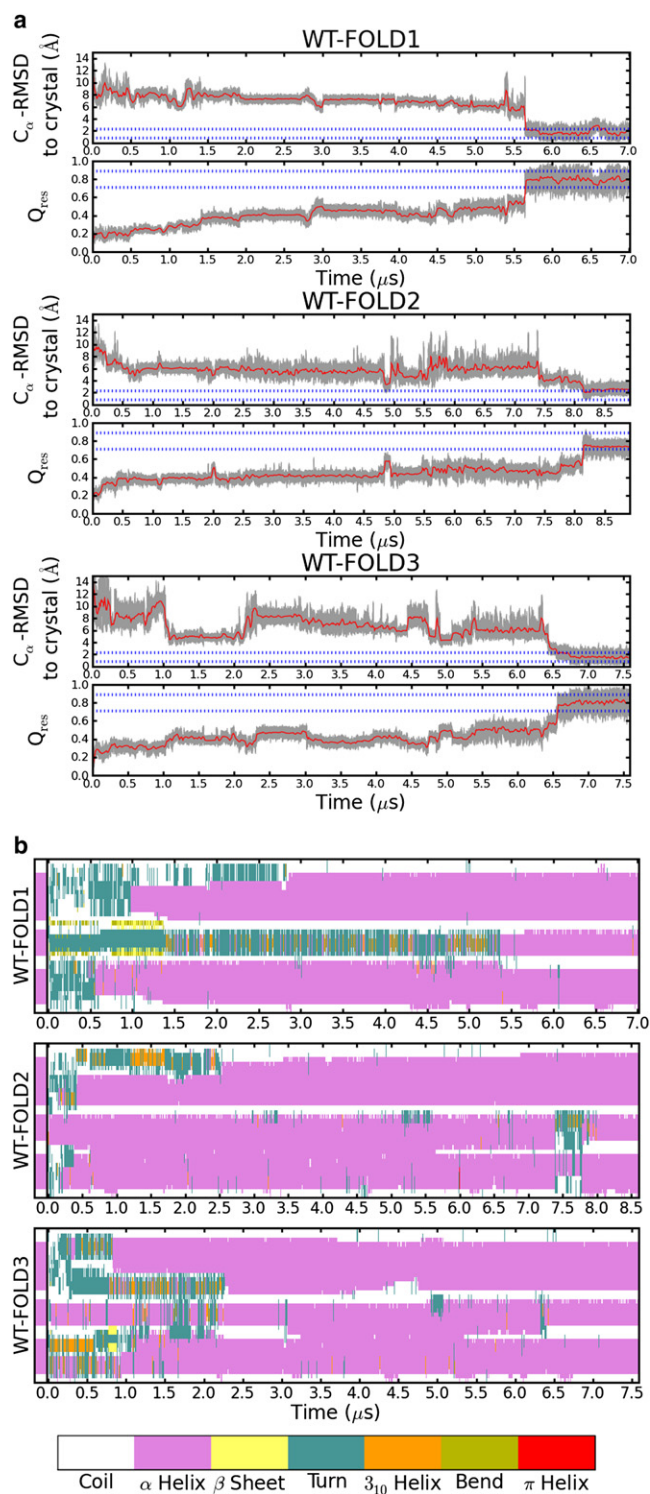 a
WT-FOLD1
Cα-RMSD to crystal (Å)
14
12
10
8
6
4
2
0
0.0 0.5 1.0 1.5 2.0 2.5 3.0 3.5 4.0 4.5 5.0 5.5 6.0 6.5 7.0
Qres
1.0
0.8
0.6
0.4
0.2
0.0
0.0 0.5 1.0 1.5 2.0 2.5 3.0 3.5 4.0 4.5 5.0 5.5 6.0 6.5 7.0
Time (μs)
WT-FOLD2
Cα-RMSD to crystal (Å)
14
12
10
8
6
4
2
0
0.0 0.5 1.0 1.5 2.0 2.5 3.0 3.5 4.0 4.5 5.0 5.5 6.0 6.5 7.0 7.5 8.0 8.5
Qres
1.0
0.8
0.6
0.4
0.2
0.0
0.0 0.5 1.0 1.5 2.0 2.5 3.0 3.5 4.0 4.5 5.0 5.5 6.0 6.5 7.0 7.5 8.0 8.5
Time (μs)
WT-FOLD3
Cα-RMSD to crystal (Å)
14
12
10
8
6
4
2
0
0.0 0.5 1.0 1.5 2.0 2.5 3.0 3.5 4.0 4.5 5.0 5.5 6.0 6.5 7.0 7.5
Qres
1.0
0.8
0.6
0.4
0.2
0.0
0.0 0.5 1.0 1.5 2.0 2.5 3.0 3.5 4.0 4.5 5.0 5.5 6.0 6.5 7.0 7.5
Time (μs)
b
WT-FOLD1
0.0 0.5 1.0 1.5 2.0 2.5 3.0 3.5 4.0 4.5 5.0 5.5 6.0 6.5 7.0
WT-FOLD2
0.0 0.5 1.0 1.5 2.0 2.5 3.0 3.5 4.0 4.5 5.0 5.5 6.0 6.5 7.0 7.5 8.0 8.5
WT-FOLD3
0.0 0.5 1.0 1.5 2.0 2.5 3.0 3.5 4.0 4.5 5.0 5.5 6.0 6.5 7.0 7.5
Time (μs)
Coil α Helix β Sheet Turn 3₁₀ Helix Bend π Helix